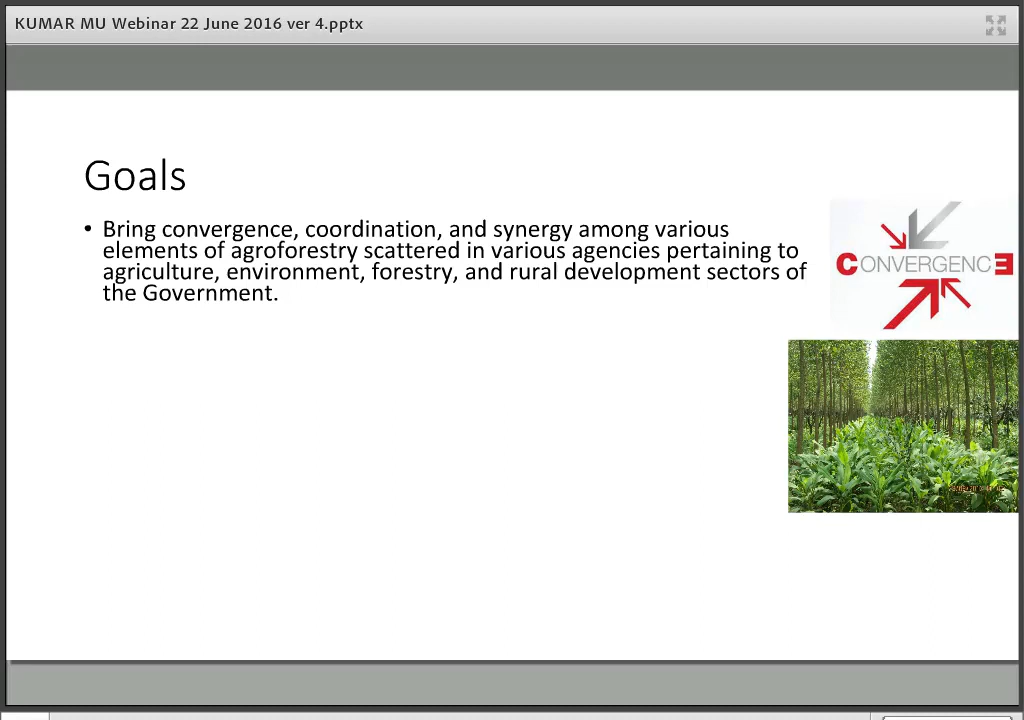 KUMAR MU Webinar 22 June 2016 ver 4.pptx
Goals
• Bring convergence, coordination, and synergy among various
elements of agroforestry scattered in various agencies pertaining to
agriculture, environment, forestry, and rural development sectors of
the Government.
CONVERGENCE